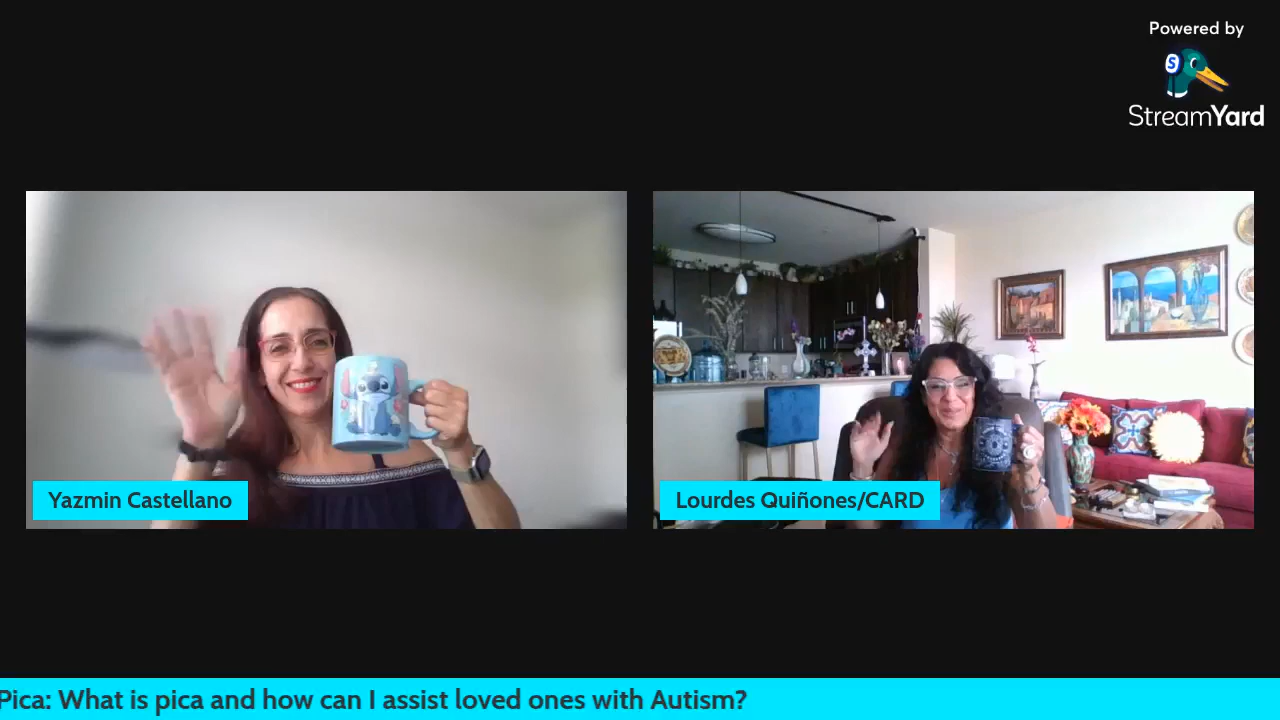 Powered by
S
StreamYard
Yazmin Castellano
Lourdes Quiñones/CARD
Pica: What is pica and how can I assist loved ones with Autism?